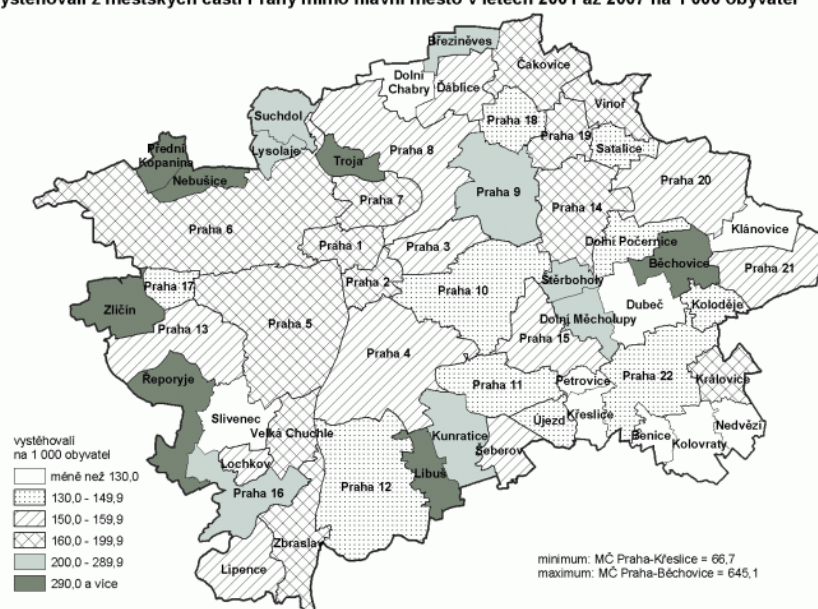 vystěhovalí z městských částí Prahy mimo hlavní město v letech 2001 až 2007 na 1 000 obyvatel
Březiněves
Čakovice
Dolní
Chabry
Ďáblice
Vinoř
Suchdol
Praha 18
Praha 19
Přední
Kopanina
Lysolaje
Troja
Praha 8
Satalice
Nebušice
Praha 9
Praha 20
Praha 7
Praha 14
Praha 6
Klánovice
Praha 1
Praha 3
Dolní Počernice
Běchovice
Praha 21
Praha 17
Praha 2
Praha 10
Štěrboholy
Dubeč
Koloděje
Zličín
Praha 5
Dolní Měcholupy
Praha 13
Praha 4
Praha 15
Řeporyje
Praha 11
Petrovice
Praha 22
Královice
Slivenec
Velká Chuchle
Kunratice
Újezd
Křeslice
Nedvězí
Benice
Kolovraty
Lochkov
Šeberov
Libuš
Praha 16
Praha 12
Zbraslav
Lipence
vystěhovalí
na 1 000 obyvatel
méně než 130,0
130,0 - 149,9
150,0 - 159,9
160,0 - 199,9
200,0 - 289,9
290,0 a více
minimum: MČ Praha-Křeslice = 66,7
maximum: MČ Praha-Běchovice = 645,1